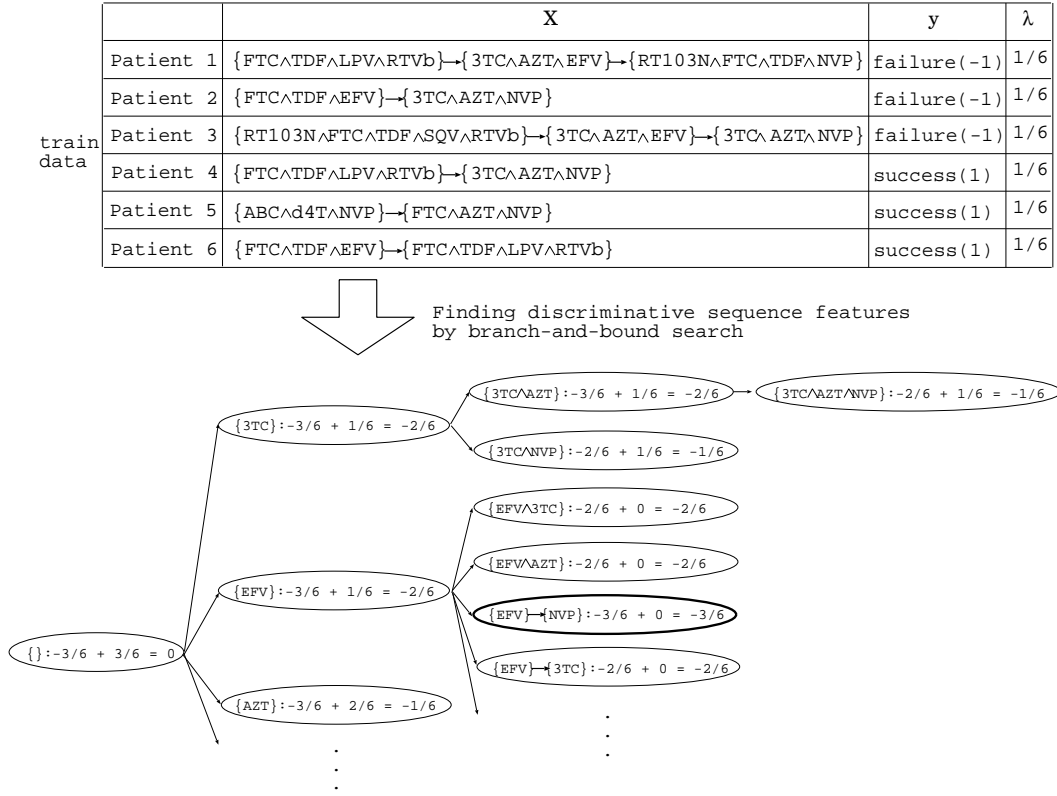 X y λ
Patient 1 {FTC∧TDF∧LPV∧RTVb}→{3TC∧AZT∧EFV}→{RT103N∧FTC∧TDF∧NVP} failure(-1) 1/6
Patient 2 {FTC∧TDF∧EFV}→{3TC∧AZT∧NVP} failure(-1) 1/6
train data
Patient 3 {RT103N∧FTC∧TDF∧SQV∧RTVb}→{3TC∧AZT∧EFV}→{3TC∧AZT∧NVP} failure(-1) 1/6
Patient 4 {FTC∧TDF∧LPV∧RTVb}→{3TC∧AZT∧NVP} success(1) 1/6
Patient 5 {ABC∧d4T∧NVP}→{FTC∧AZT∧NVP} success(1) 1/6
Patient 6 {FTC∧TDF∧EFV}→{FTC∧TDF∧LPV∧RTVb} success(1) 1/6
Finding discriminative sequence features
by branch-and-bound search
{3TC∧AZT}:-3/6 + 1/6 = -2/6
{3TC∧AZT∧NVP}:-2/6 + 1/6 = -1/6
{3TC}:-3/6 + 1/6 = -2/6
{3TC∧NVP}:-2/6 + 1/6 = -1/6
{EFV∧3TC}:-2/6 + 0 = -2/6
{EFV∧AZT}:-2/6 + 0 = -2/6
{EFV}:-3/6 + 1/6 = -2/6
{EFV}→{NVP}:-3/6 + 0 = -3/6
{}:-3/6 + 3/6 = 0
{EFV}→{3TC}:-2/6 + 0 = -2/6
{AZT}:-3/6 + 2/6 = -1/6